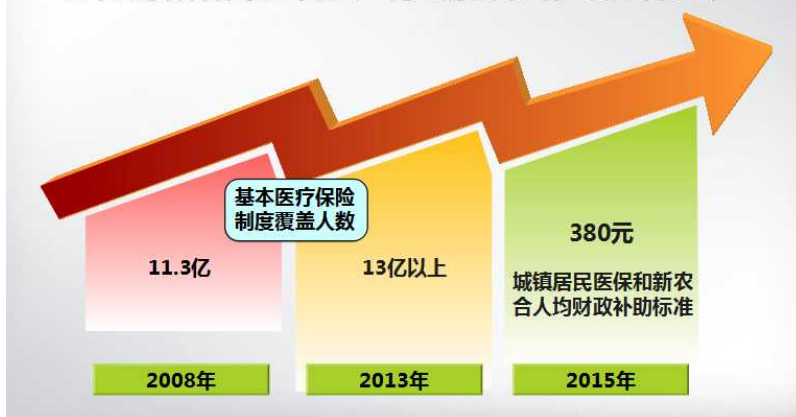 基本医疗保险
制度覆盖人数
11.3亿
13亿以上
380元
城镇居民医保和新农
合人均财政补助标准
2008年
2013年
2015年